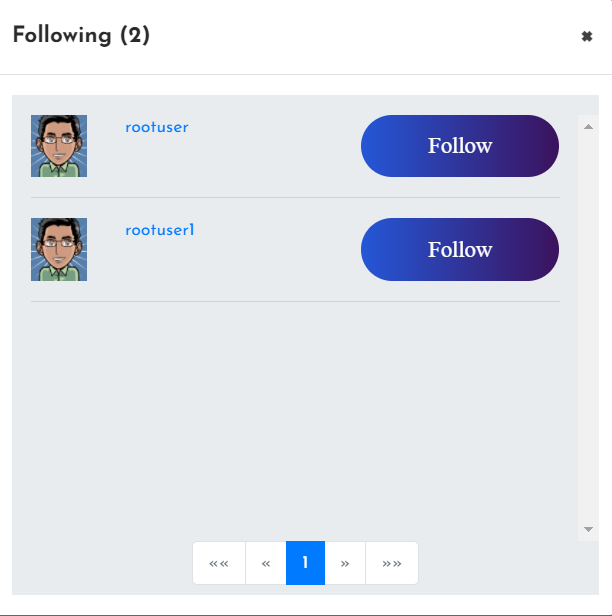 Following (2) ✖
rootuser Follow
rootuser1 Follow
«« « 1 » »»